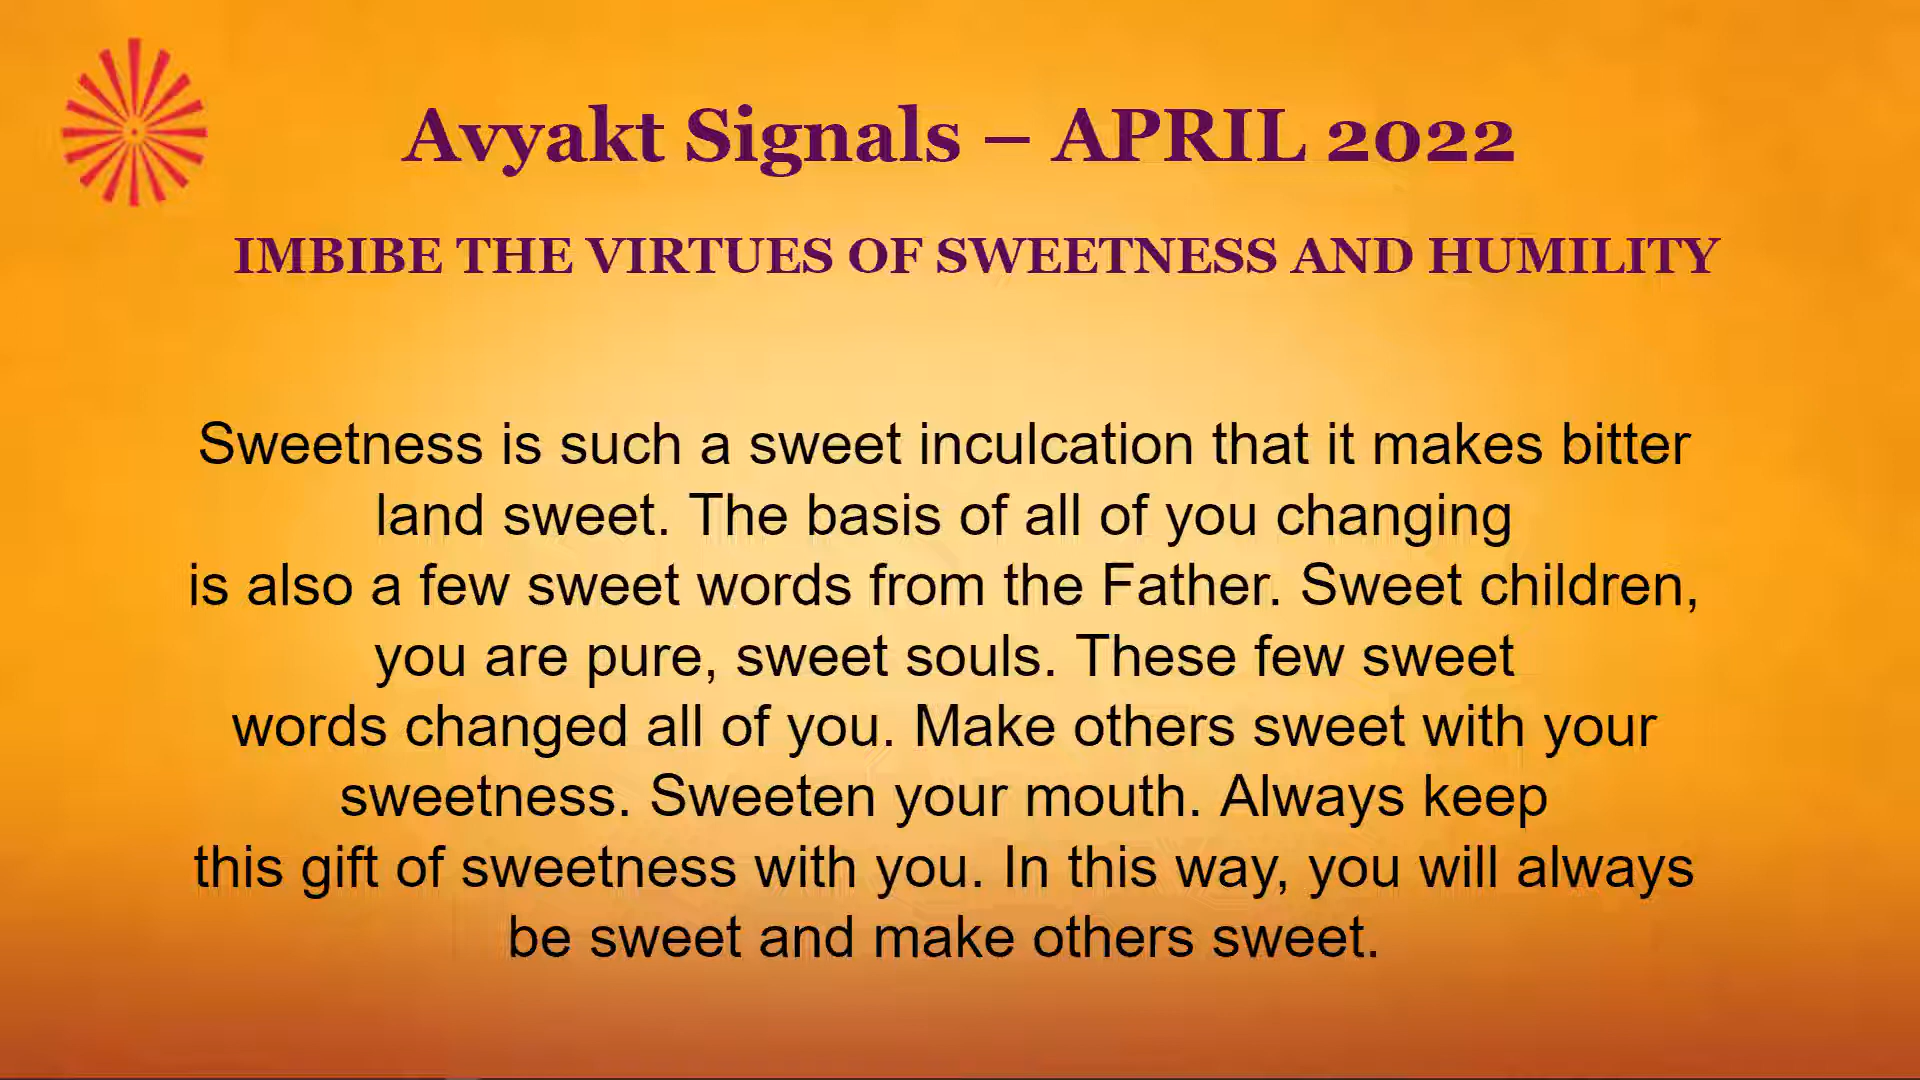 Avyakt Signals – APRIL 2022
IMBIBE THE VIRTUES OF SWEETNESS AND HUMILITY
Sweetness is such a sweet inculcation that it makes bitter
land sweet. The basis of all of you changing
is also a few sweet words from the Father. Sweet children,
you are pure, sweet souls. These few sweet
words changed all of you. Make others sweet with your
sweetness. Sweeten your mouth. Always keep
this gift of sweetness with you. In this way, you will always
be sweet and make others sweet.